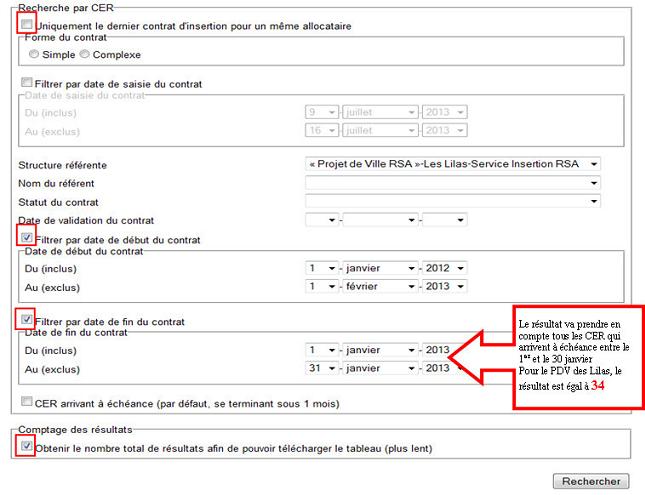 Recherche par CER
Uniquement le dernier contrat d'insertion pour un même allocataire
Forme du contrat
Simple Complexe
Filtrer par date de saisie du contrat
Date de saisie du contrat
Du (inclus) 9 - juillet - 2013
Au (exclus) 16 - juillet - 2013
Structure référente « Projet de Ville RSA »-Les Lilas-Service Insertion RSA
Nom du référent
Statut du contrat
Date de validation du contrat - -
Filtrer par date de début du contrat
Date de début du contrat
Du (inclus) 1 - janvier - 2012
Au (exclus) 1 - février - 2013
Filtrer par date de fin du contrat
Date de fin du contrat
Du (inclus) 1 - janvier - 2013
Au (exclus) 31 - janvier - 2013
Le résultat va prendre en
compte tous les CER qui
arrivent à échéance entre le
1er et le 30 janvier
Pour le PDV des Lilas, le
résultat est égal à 34
CER arrivant à échéance (par défaut, se terminant sous 1 mois)
Comptage des résultats
Obtenir le nombre total de résultats afin de pouvoir télécharger le tableau (plus lent)
Rechercher